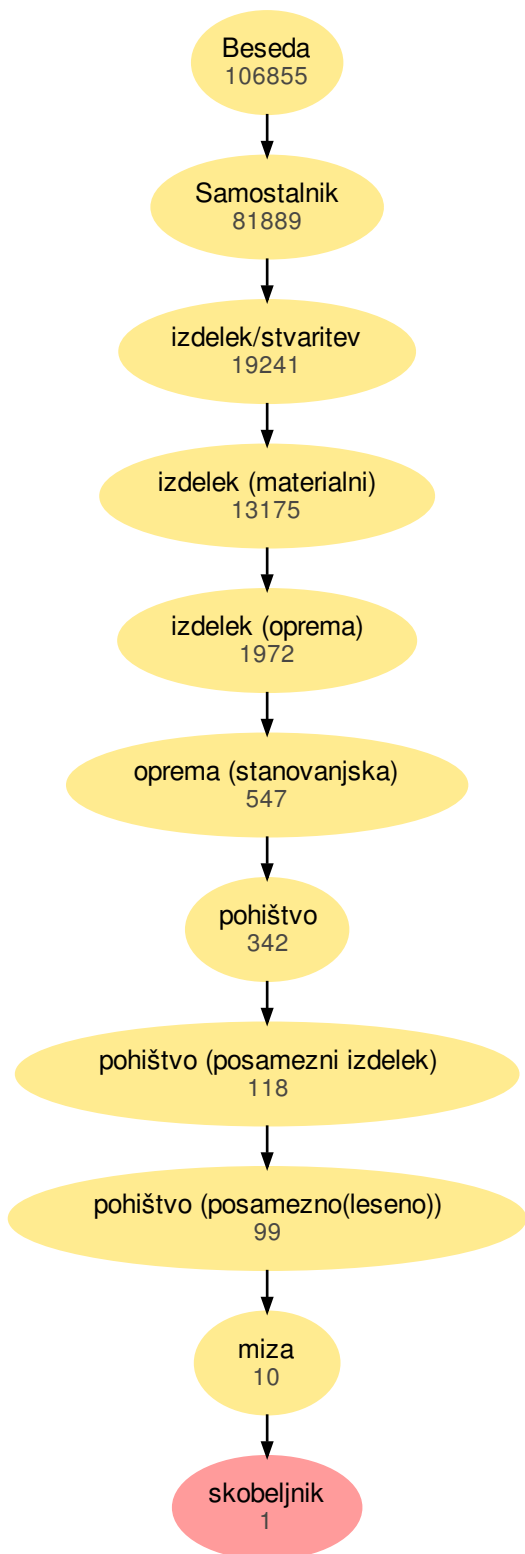 Beseda
106855
Samostalnik
81889
izdelek/stvaritev
19241
izdelek (materialni)
13175
izdelek (oprema)
1972
oprema (stanovanjska)
547
pohištvo
342
pohištvo (posamezni izdelek)
118
pohištvo (posamezno(leseno))
99
miza
10
skobeljnik
1